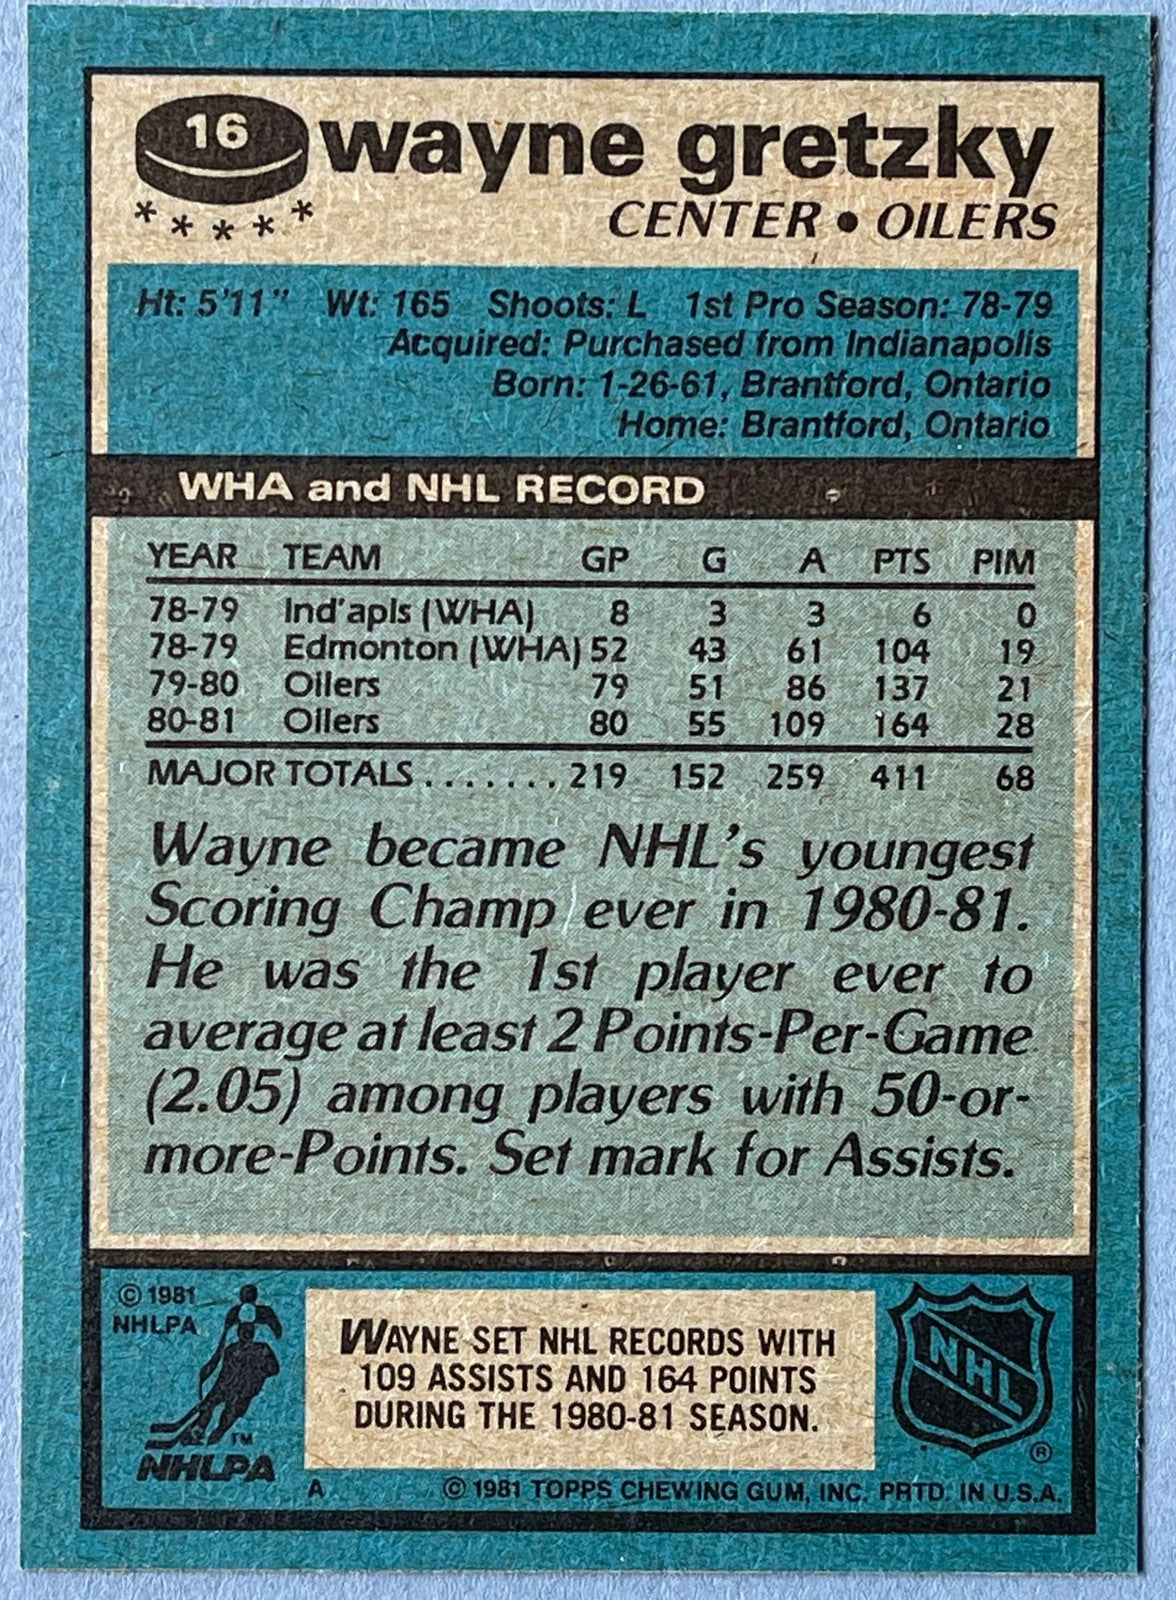 16 wayne gretzky
* * * * *
CENTER • OILERS
Ht: 5'11" Wt: 165 Shoots: L 1st Pro Season: 78-79
Acquired: Purchased from Indianapolis
Born: 1-26-61, Brantford, Ontario
Home: Brantford, Ontario
WHA and NHL RECORD
YEAR TEAM GP G A PTS PIM
78-79 Ind'apls (WHA) 8 3 3 6 0
78-79 Edmonton (WHA) 52 43 61 104 19
79-80 Oilers 79 51 86 137 21
80-81 Oilers 80 55 109 164 28
MAJOR TOTALS ....... 219 152 259 411 68
Wayne became NHL's youngest
Scoring Champ ever in 1980-81.
He was the 1st player ever to
average at least 2 Points-Per-Game
(2.05) among players with 50-or-
more-Points. Set mark for Assists.
© 1981
NHLPA
TM
NHLPA
WAYNE SET NHL RECORDS WITH
109 ASSISTS AND 164 POINTS
DURING THE 1980-81 SEASON.
NHL
®
A © 1981 TOPPS CHEWING GUM, INC. PRTD. IN U.S.A.